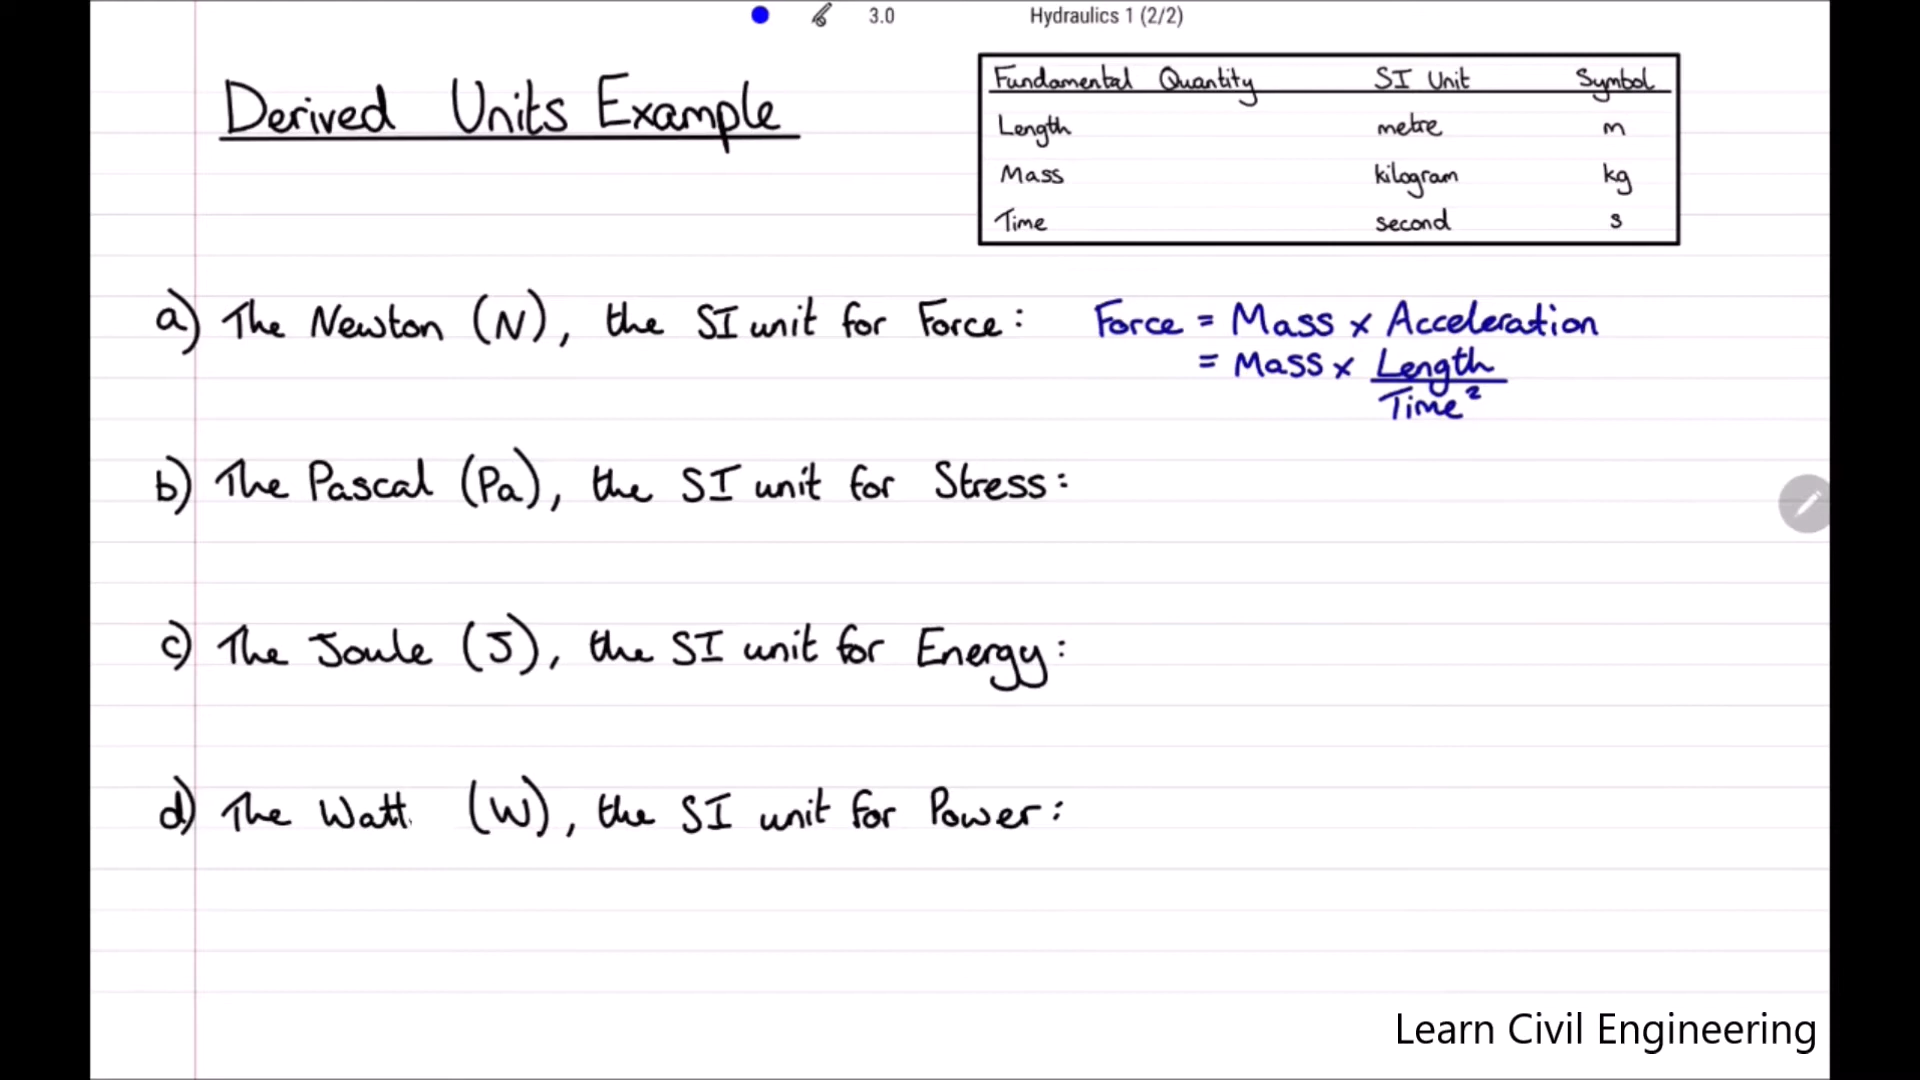 3.0 Hydraulics 1 (2/2)
Derived Units Example
Fundamental Quantity SI Unit Symbol
Length metre m
Mass kilogram kg
Time second s
a) The Newton (N), the SI unit for Force: Force = Mass x Acceleration
= Mass x Length
Time²
b) The Pascal (Pa), the SI unit for Stress:
c) The Joule (J), the SI unit for Energy:
d) The Watt (W), the SI unit for Power:
Learn Civil Engineering